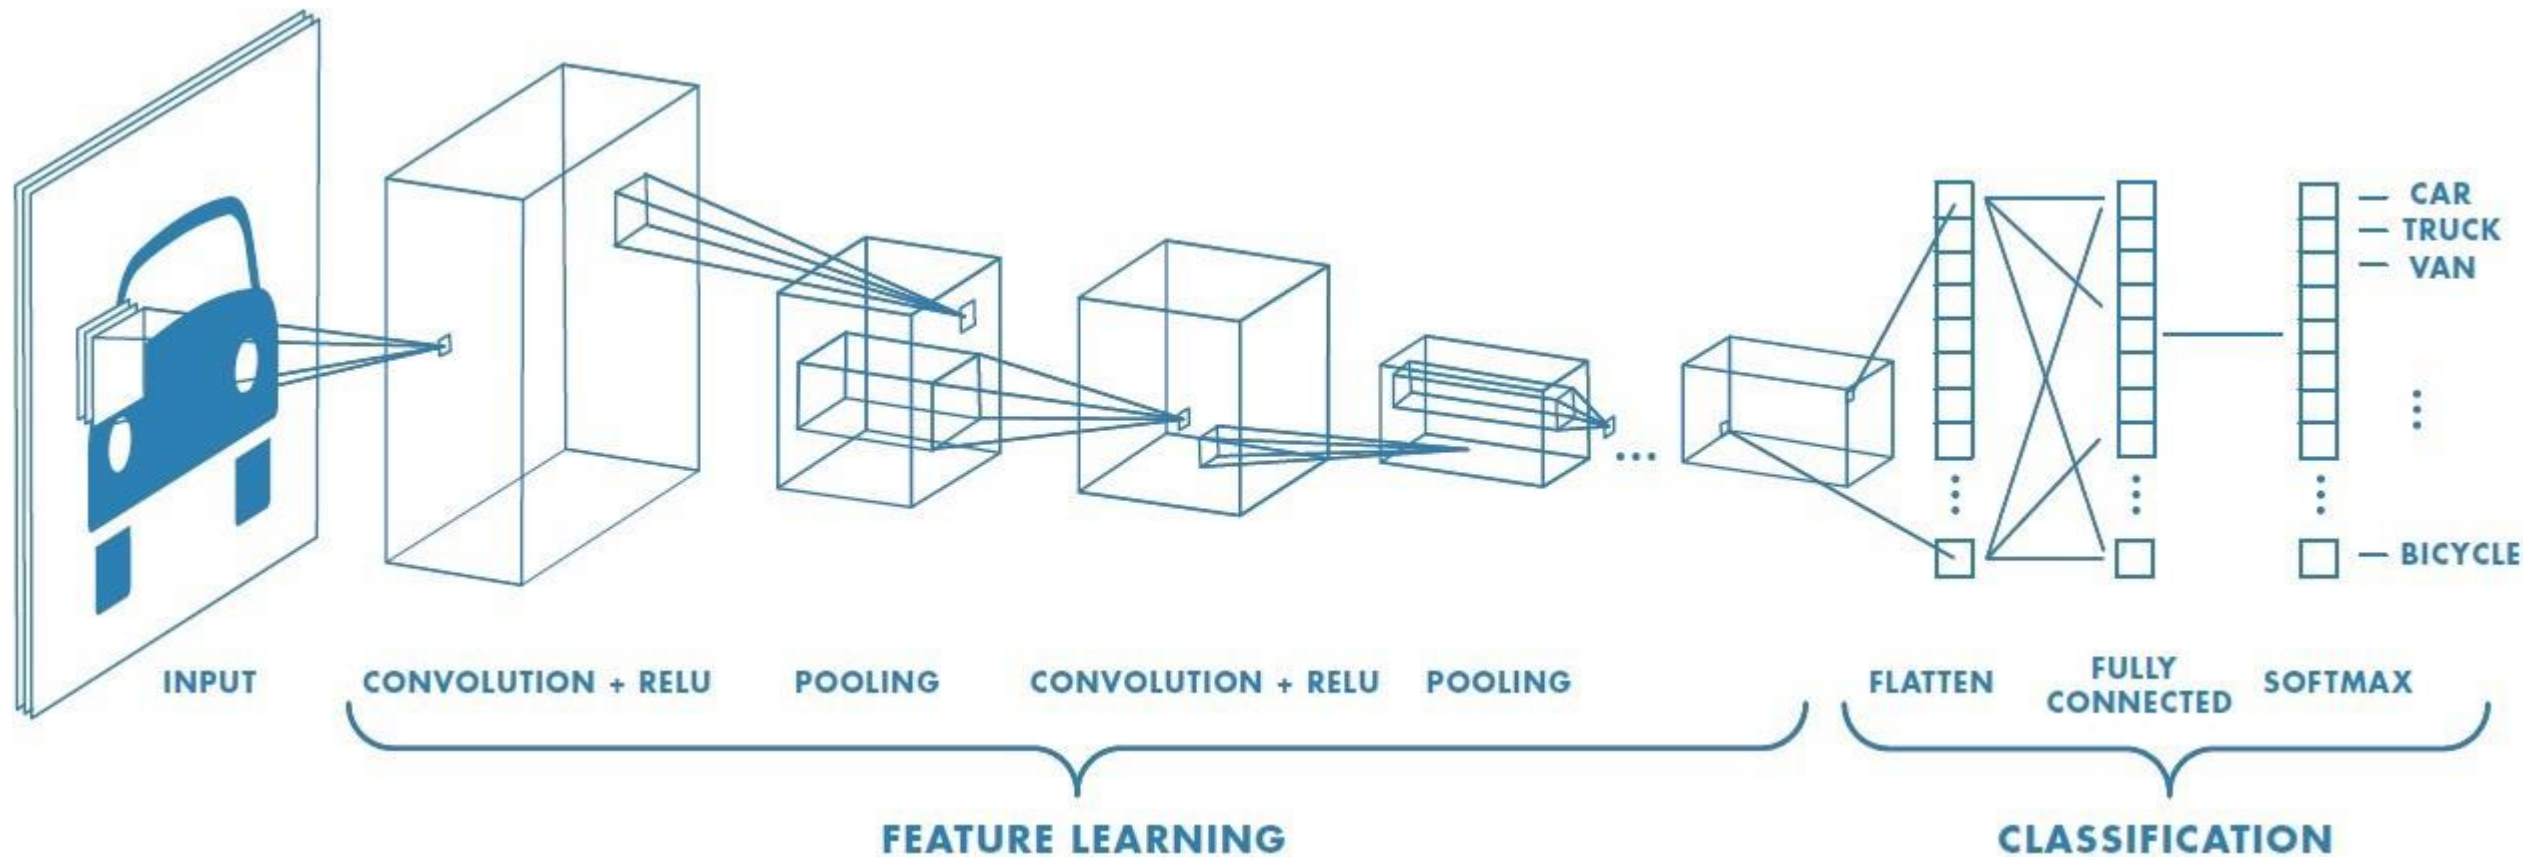 CAR
TRUCK
VAN
BICYCLE
INPUT
CONVOLUTION + RELU
POOLING
CONVOLUTION + RELU
POOLING
FLATTEN
FULLY
CONNECTED
SOFTMAX
FEATURE LEARNING
CLASSIFICATION